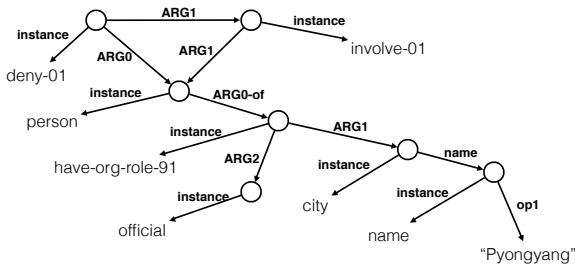 ARG1
instance
instance
ARG0
ARG1
involve-01
deny-01
instance
ARG0-of
person
instance
ARG1
have-org-role-91
ARG2
name
instance
instance
instance
op1
official
city
name
“Pyongyang”